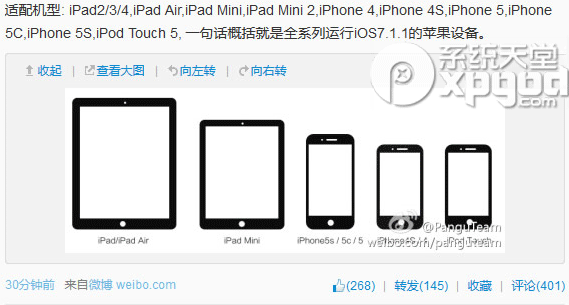 适配机型: iPad2/3/4,iPad Air,iPad Mini,iPad Mini 2,iPhone 4,iPhone 4S,iPhone 5,iPhone
5C,iPhone 5S,iPod Touch 5, 一句话概括就是全系列运行iOS7.1.1的苹果设备。
系统天堂
xpgod
收起 | 查看大图 | 向左转 | 向右转
iPad/iPad Air
iPad Mini
iPhone5s / 5c / 5
@PanguTeam
weibo.com/panguteam
30分钟前 来自微博 weibo.com
(268) | 转发(145) | 收藏 | 评论(401)